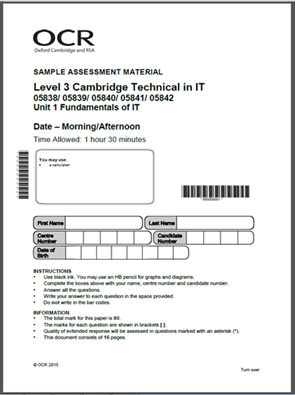 OCR
Oxford Cambridge and RSA
SAMPLE ASSESSMENT MATERIAL
Level 3 Cambridge Technical in IT
05838/ 05839/ 05840/ 05841/ 05842
Unit 1 Fundamentals of IT
Date – Morning/Afternoon
Time Allowed: 1 hour 30 minutes
You may use:
• a calculator
First Name
Last Name
Centre Number
Candidate Number
Date of Birth
INSTRUCTIONS
• Use black ink. You may use an HB pencil for graphs and diagrams.
• Complete the boxes above with your name, centre number and candidate number.
• Answer all the questions.
• Write your answer to each question in the space provided.
• Do not write in the bar codes.
INFORMATION
• The total mark for this paper is 80.
• The marks for each question are shown in brackets [ ].
• Quality of extended response will be assessed in questions marked with an asterisk (*).
• This document consists of 16 pages.
© OCR 2015
Turn over